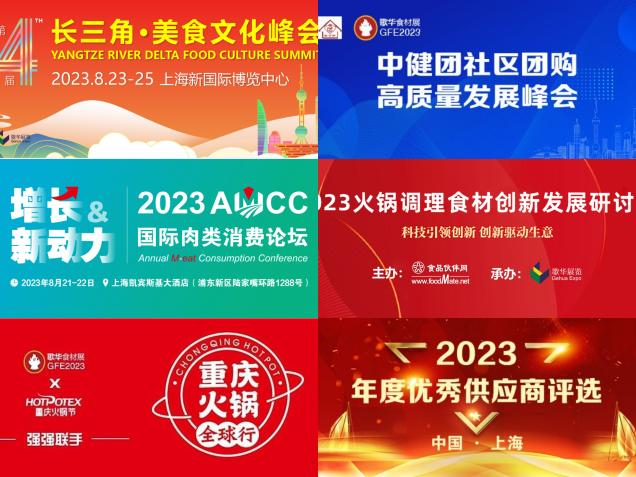 第4届
TH
长三角·美食文化峰会
YANGTZE RIVER DELTA FOOD CULTURE SUMMIT
2023.8.23-25 上海新国际博览中心
歌华展览
歌华食材展
GFE2023
中健团社区团购
高质量发展峰会
增长&
新动力
2023 AMCC
国际肉类消费论坛
Annual Meat Consumption Conference
2023年8月21-22日 上海凯宾斯基大酒店（浦东新区陆家嘴环路1288号）
2023火锅调理食材创新发展研讨
科技引领创新 创新驱动生意
主办：食品伙伴网
www.foodMate.net
承办：歌华展览
Gehua Expo
歌华食材展
GFE2023
X
HOTPOTEX
重庆火锅节
强强联手
CHONGQING HOTPOT
重庆
火锅
全球行
2023
年度优秀供应商评选
中国·上海